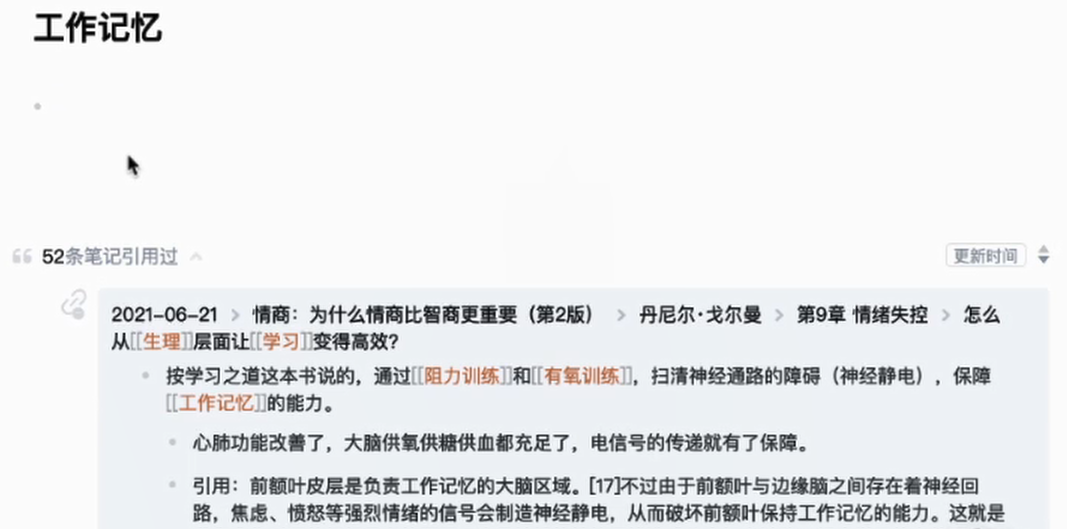 工作记忆
52条笔记引用过
更新时间
2021-06-21 > 情商：为什么情商比智商更重要（第2版） > 丹尼尔·戈尔曼 > 第9章 情绪失控 > 怎么
从[[生理]]层面让[[学习]]变得高效?
按学习之道这本书说的，通过[[阻力训练]]和[[有氧训练]]，扫清神经通路的障碍（神经静电），保障
[[工作记忆]]的能力。
心肺功能改善了，大脑供氧供糖供血都充足了，电信号的传递就有了保障。
引用：前额叶皮层是负责工作记忆的大脑区域。[17]不过由于前额叶与边缘脑之间存在着神经回
路，焦虑、愤怒等强烈情绪的信号会制造神经静电，从而破坏前额叶保持工作记忆的能力。这就是